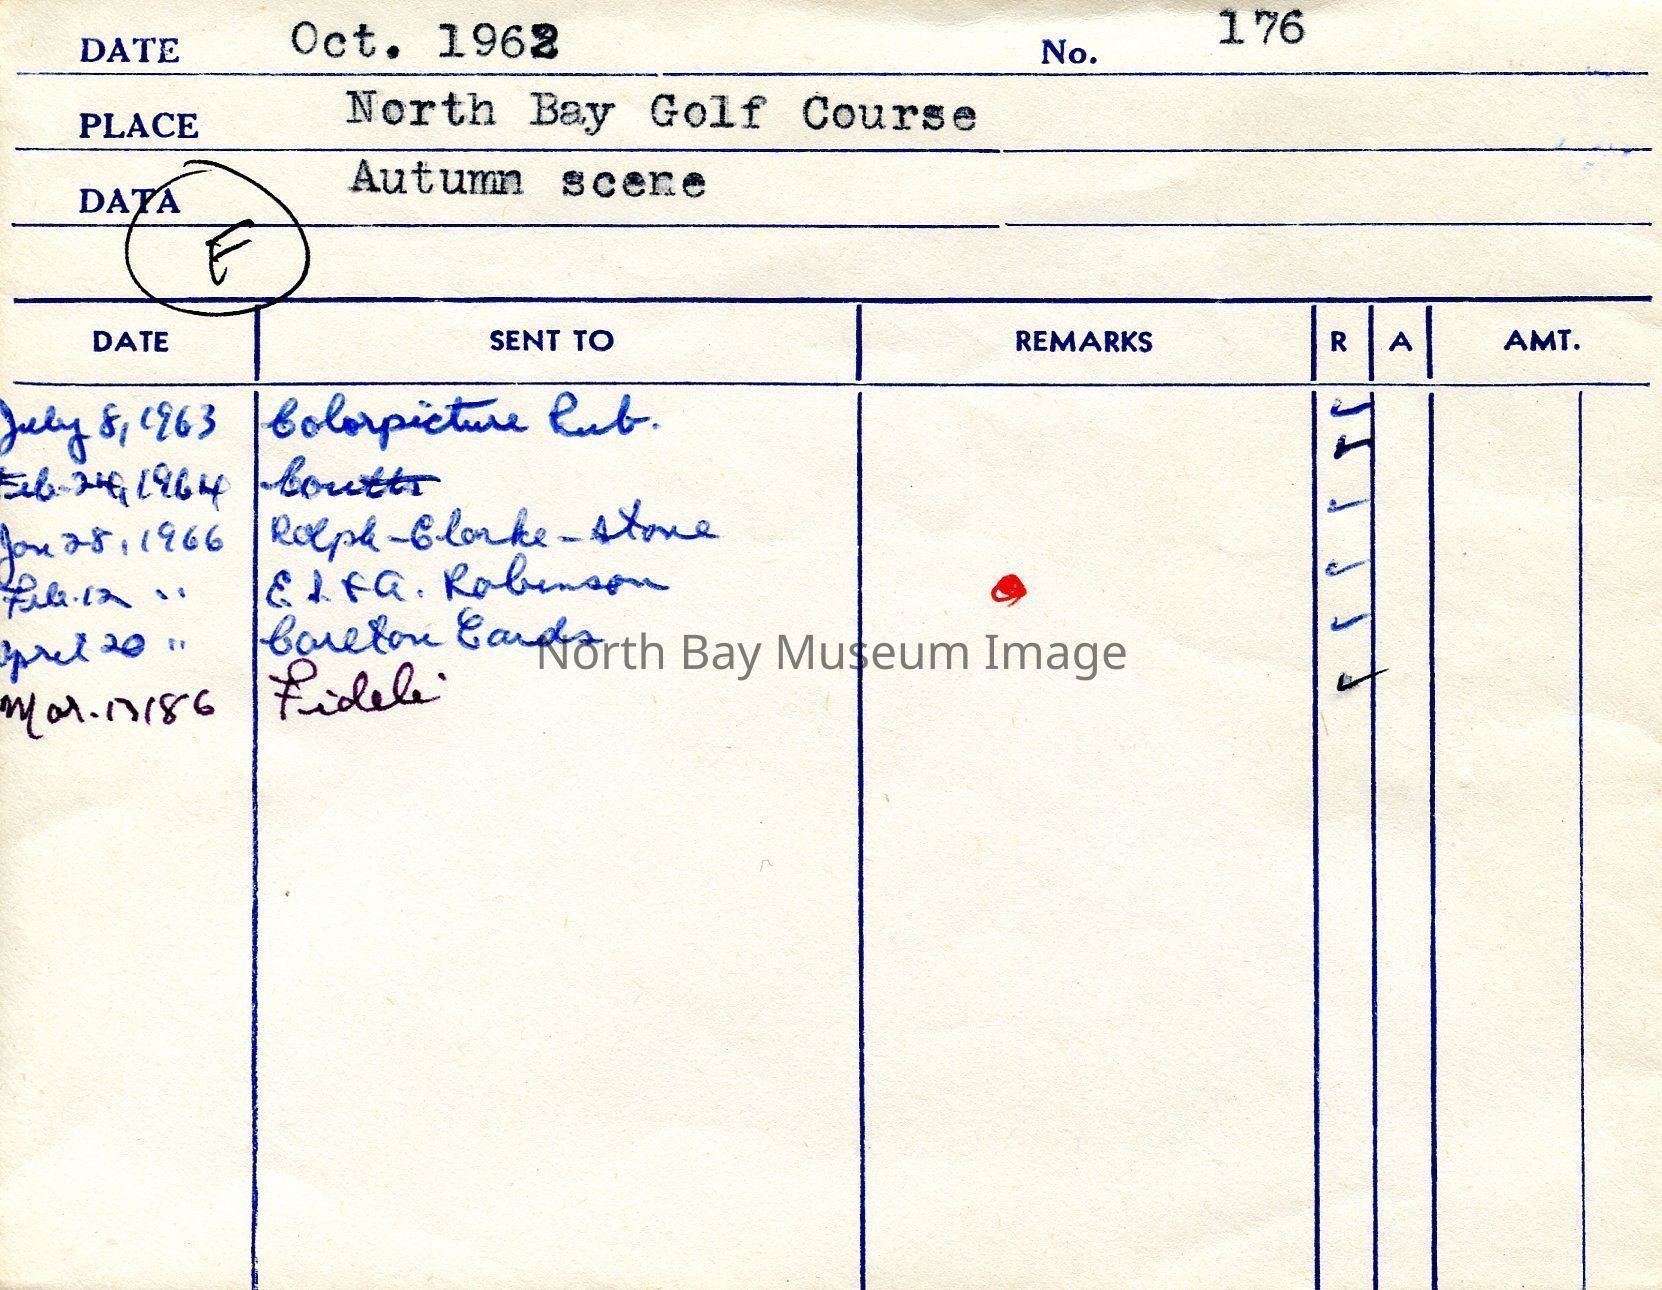 DATE Oct. 1962 No. 176
PLACE North Bay Golf Course
DATA Autumn scene
F
DATE SENT TO REMARKS R A AMT.
July 8, 1963 Colorpicture Pub. ✓
Feb. 24, 1964 Coutts ✓
Jan 28, 1966 Ralph-Clarke-Stone ✓
Feb. 12 " E. S. & A. Robinson ✓
April 20 " Carlton Cards ✓
North Bay Museum Image
Mar. 17/86 Fideli ✓